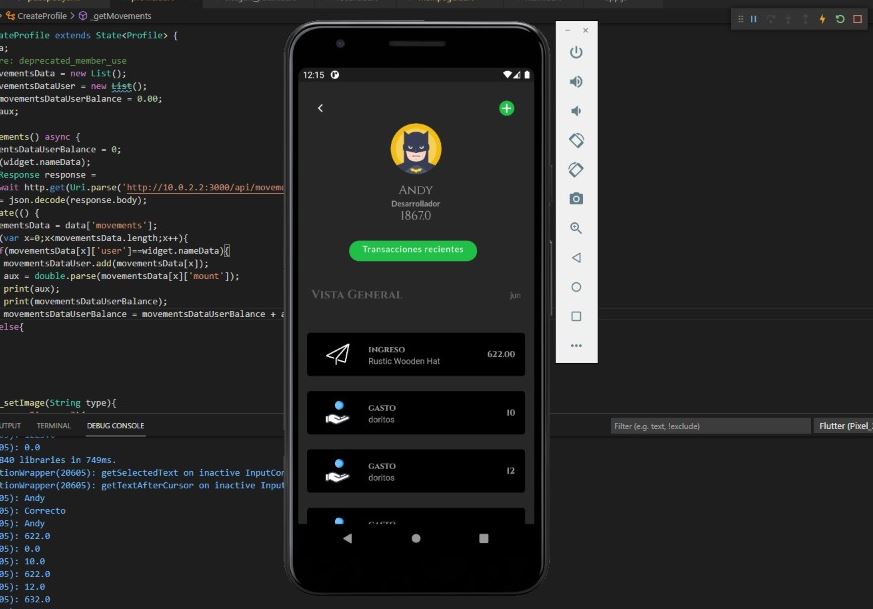 CreateProfile > .getMovements
ateProfile extends State<Profile> {
a;
re: deprecated_member_use
vementsData = new List();
vementsDataUser = new List();
movementsDataUserBalance = 0.00;
aux;
ements() async {
mentsDataUserBalance = 0;
(widget.nameData);
Response response =
wait http.get(Uri.parse('http://10.0.2.2:3000/api/moveme
= json.decode(response.body);
ate(() {
ementsData = data['movements'];
(var x=0;x<movementsData.length;x++){
f(movementsData[x]['user']==widget.nameData){
movementsDataUser.add(movementsData[x]);
aux = double.parse(movementsData[x]['mount']);
print(aux);
print(movementsDataUserBalance);
movementsDataUserBalance = movementsDataUserBalance + a
else{
_setImage(String type){
UTPUT TERMINAL DEBUG CONSOLE
Filter (e.g. text, !exclude)
Flutter (Pixel_
05): 0.0
840 libraries in 749ms.
tionWrapper(20605): getSelectedText on inactive InputCon
tionWrapper(20605): getTextAfterCursor on inactive Input
05): Andy
05): Correcto
05): Andy
05): 622.0
05): 0.0
05): 10.0
05): 622.0
05): 12.0
05): 632.0
12:15
ANDY
Desarrollador
1867.0
Transacciones recientes
VISTA GENERAL
jun
INGRESO
Rustic Wooden Hat
622.00
GASTO
doritos
10
GASTO
doritos
12
GASTO